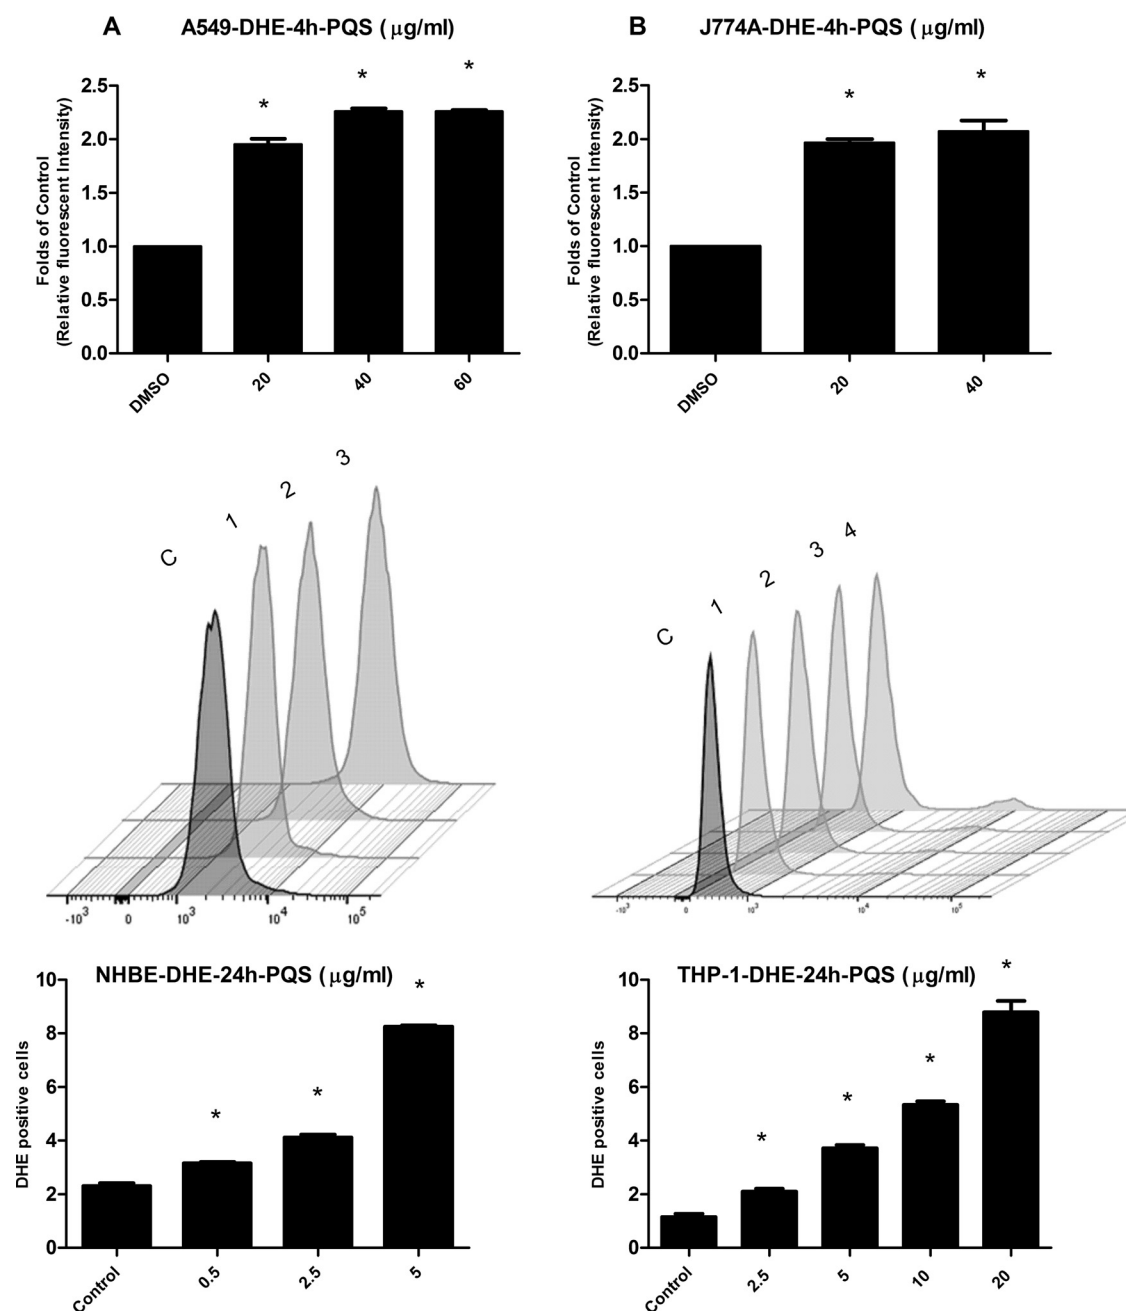 A A549-DHE-4h-PQS (μg/ml)
Folds of Control
(Relative fluorescent Intensity)
2.5
2.0
1.5
1.0
0.5
0.0
* * *
DMSO 20 40 60
B J774A-DHE-4h-PQS (μg/ml)
Folds of Control
(Relative fluorescent Intensity)
2.5
2.0
1.5
1.0
0.5
0.0
* *
DMSO 20 40
C 1 2 3
-10³ 0 10³ 10⁴ 10⁵
C 1 2 3 4
-10³ 0 10³ 10⁴ 10⁵
NHBE-DHE-24h-PQS (μg/ml)
DHE positive cells
10
8
6
4
2
0
* * *
Control 0.5 2.5 5
THP-1-DHE-24h-PQS (μg/ml)
DHE positive cells
10
8
6
4
2
0
* * * *
Control 2.5 5 10 20